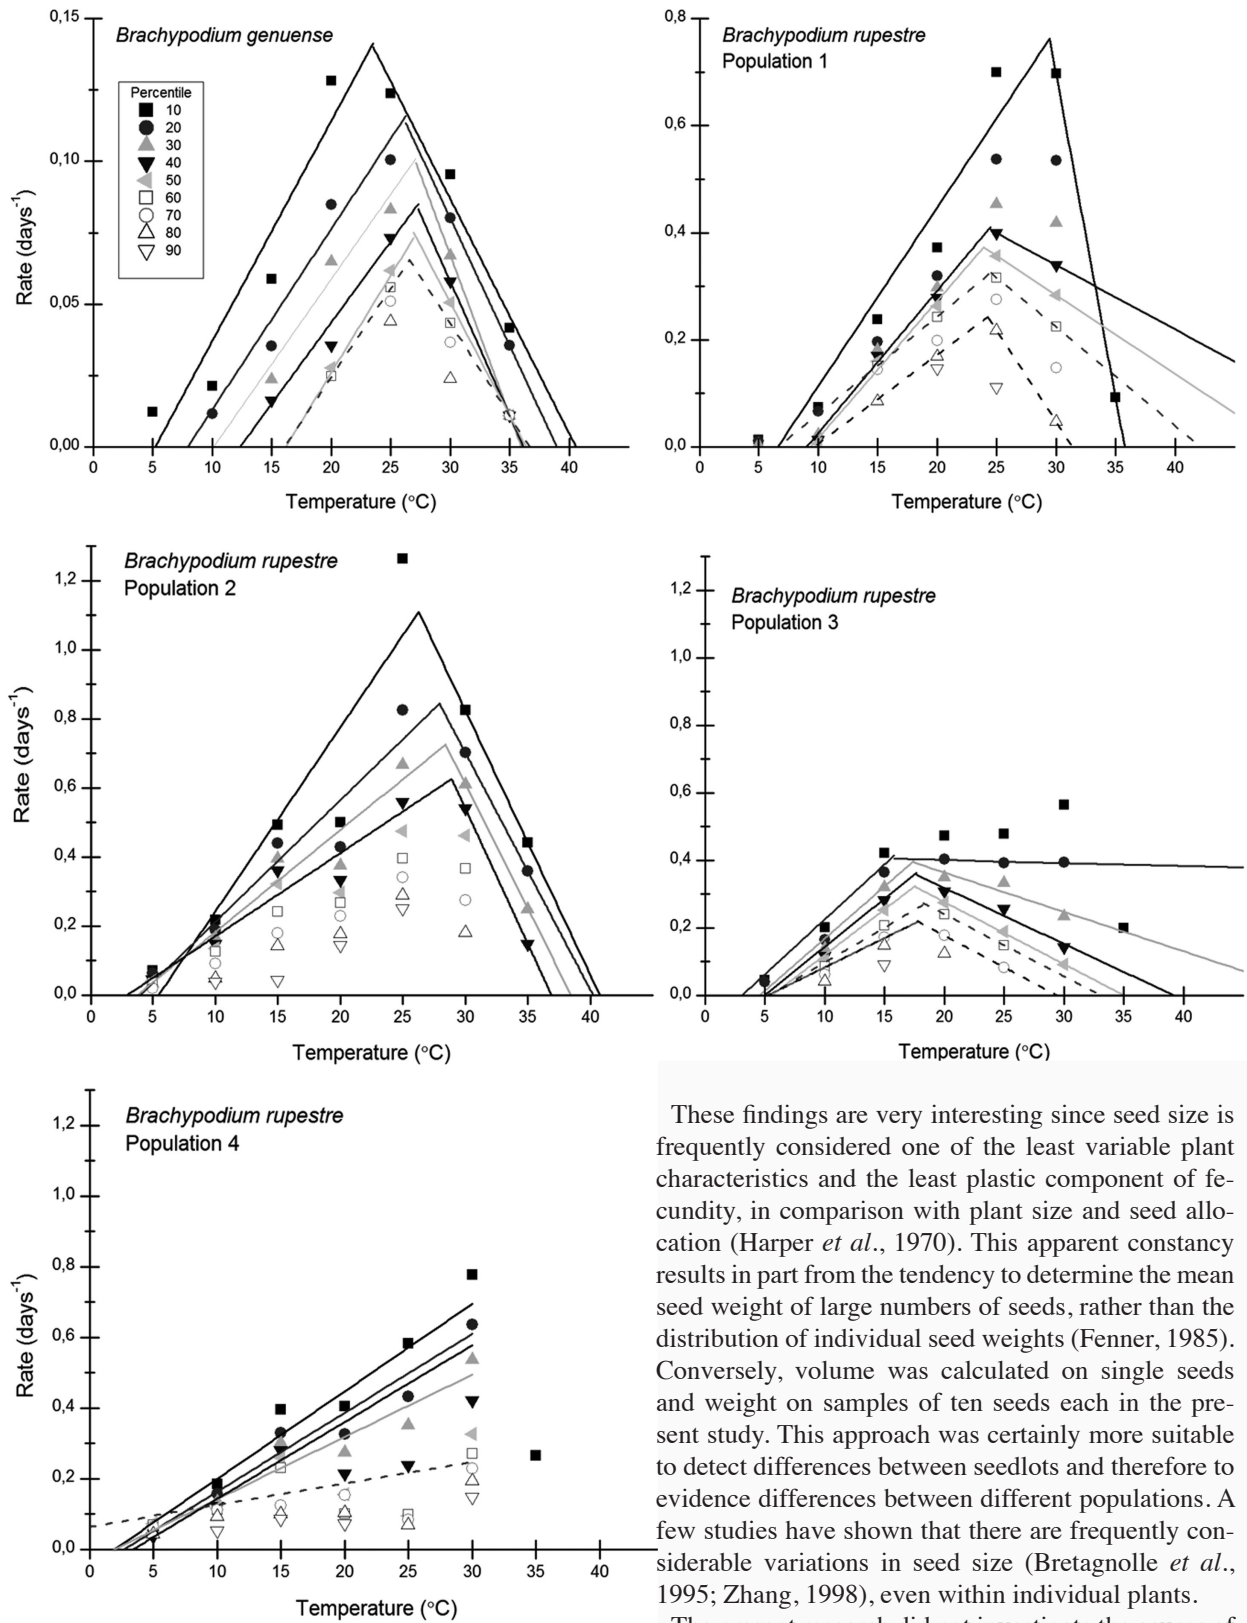 Brachypodium genuense
0,15
0,10
0,05
0,00
Rate (days-1)
Percentile
10
20
30
40
50
60
70
80
90
0 5 10 15 20 25 30 35 40
Temperature (°C)
Brachypodium rupestre
Population 1
0,8
0,6
0,4
0,2
0,0
0 5 10 15 20 25 30 35 40
Temperature (°C)
Brachypodium rupestre
Population 2
1,2
1,0
0,8
0,6
0,4
0,2
0,0
Rate (days-1)
0 5 10 15 20 25 30 35 40
Temperature (°C)
Brachypodium rupestre
Population 3
1,2
1,0
0,8
0,6
0,4
0,2
0,0
0 5 10 15 20 25 30 35 40
Temperature (°C)
Brachypodium rupestre
Population 4
1,2
1,0
0,8
0,6
0,4
0,2
0,0
Rate (days-1)
0 5 10 15 20 25 30 35 40
Temperature (°C)
These findings are very interesting since seed size is
frequently considered one of the least variable plant
characteristics and the least plastic component of fe-
cundity, in comparison with plant size and seed allo-
cation (Harper et al., 1970). This apparent constancy
results in part from the tendency to determine the mean
seed weight of large numbers of seeds, rather than the
distribution of individual seed weights (Fenner, 1985).
Conversely, volume was calculated on single seeds
and weight on samples of ten seeds each in the pre-
sent study. This approach was certainly more suitable
to detect differences between seedlots and therefore to
evidence differences between different populations. A
few studies have shown that there are frequently con-
siderable variations in seed size (Bretagnolle et al.,
1995; Zhang, 1998), even within individual plants.